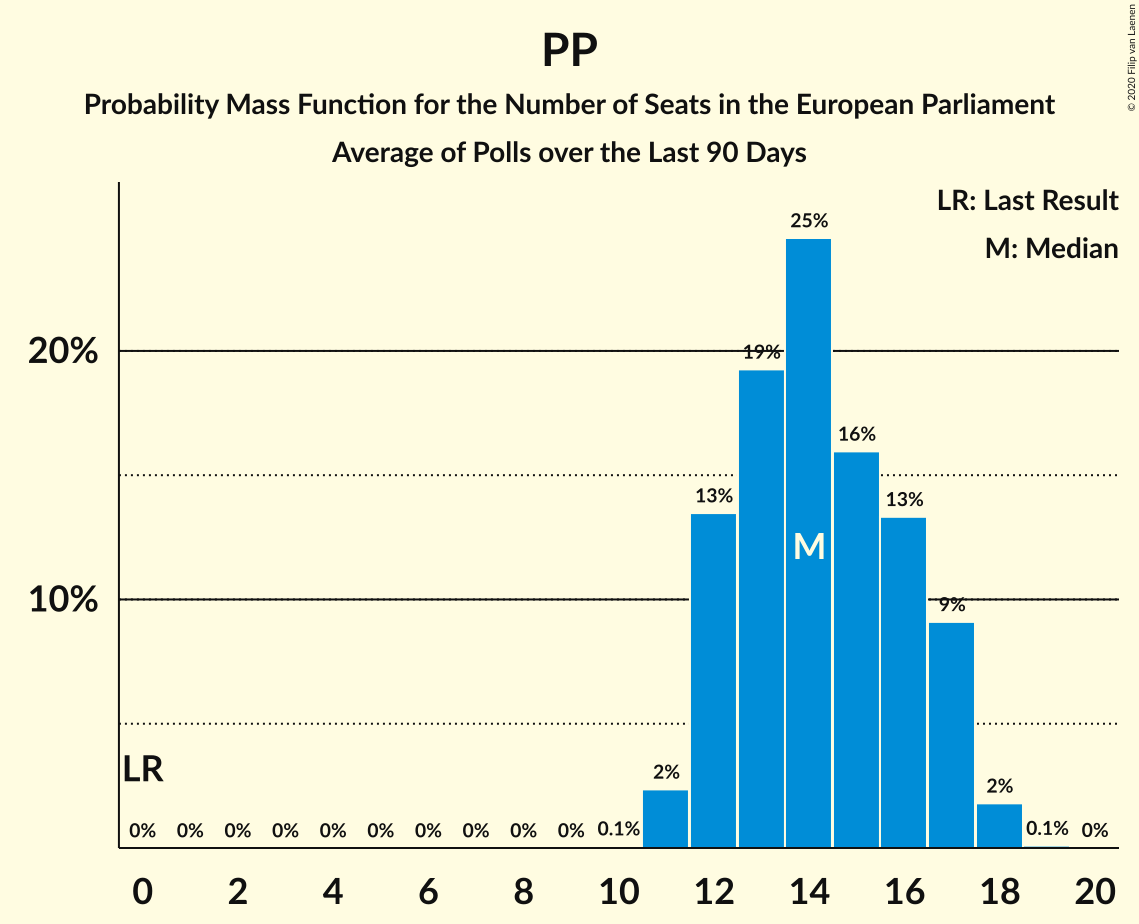 PP
Probability Mass Function for the Number of Seats in the European Parliament
Average of Polls over the Last 90 Days
© 2020 Filip van Laenen
LR: Last Result
M: Median
25%
20%
19%
16%
13%
13%
M
10%
9%
LR
2%
2%
0% 0% 0% 0% 0% 0% 0% 0% 0% 0% 0.1% 0.1% 0%
0 2 4 6 8 10 12 14 16 18 20